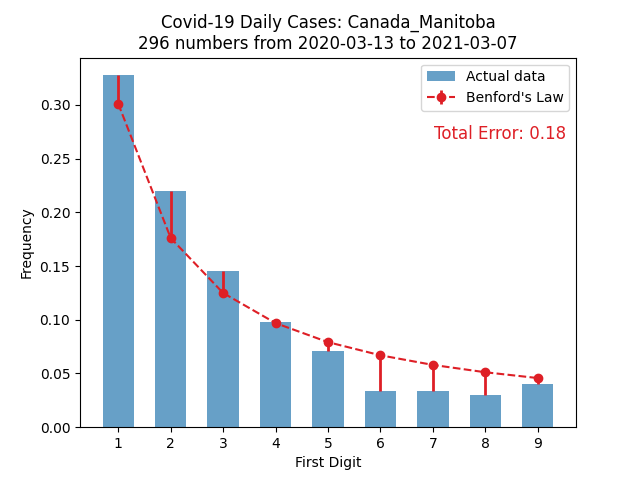 Covid-19 Daily Cases: Canada_Manitoba
296 numbers from 2020-03-13 to 2021-03-07
Actual data
Benford's Law
Total Error: 0.18
Frequency
0.30
0.25
0.20
0.15
0.10
0.05
0.00
1 2 3 4 5 6 7 8 9
First Digit